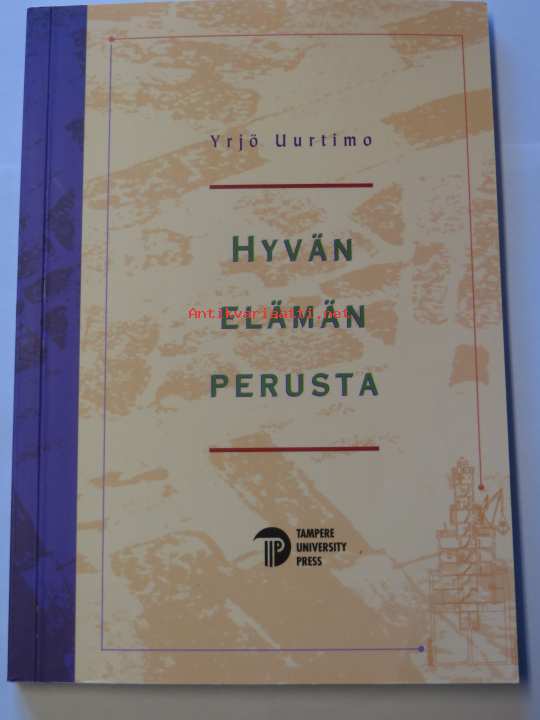 Yrjö Uurtimo
HYVÄN
Antikvariaatti.net
ELÄMÄN
PERUSTA
TAMPERE
UNIVERSITY
PRESS